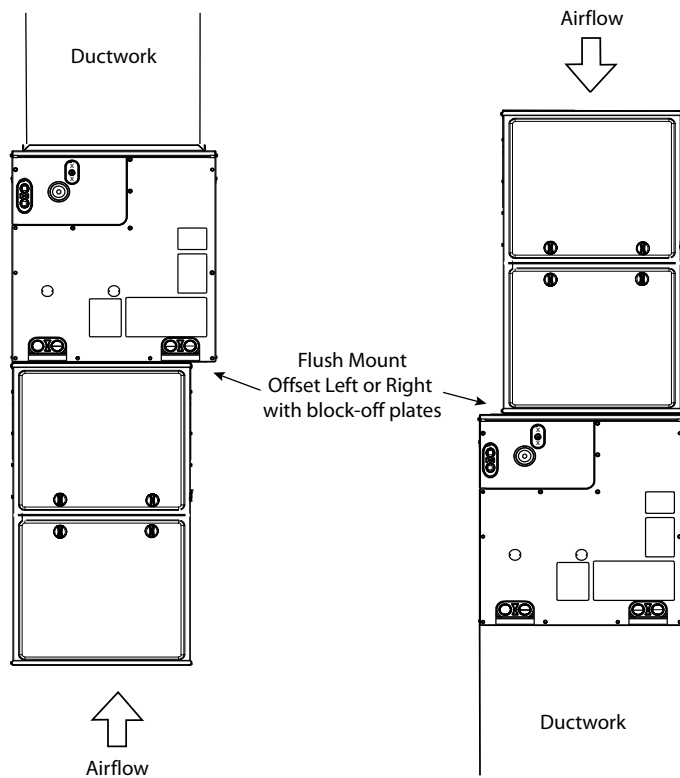 Ductwork
Airflow
Flush Mount
Offset Left or Right
with block-off plates
Airflow
Ductwork